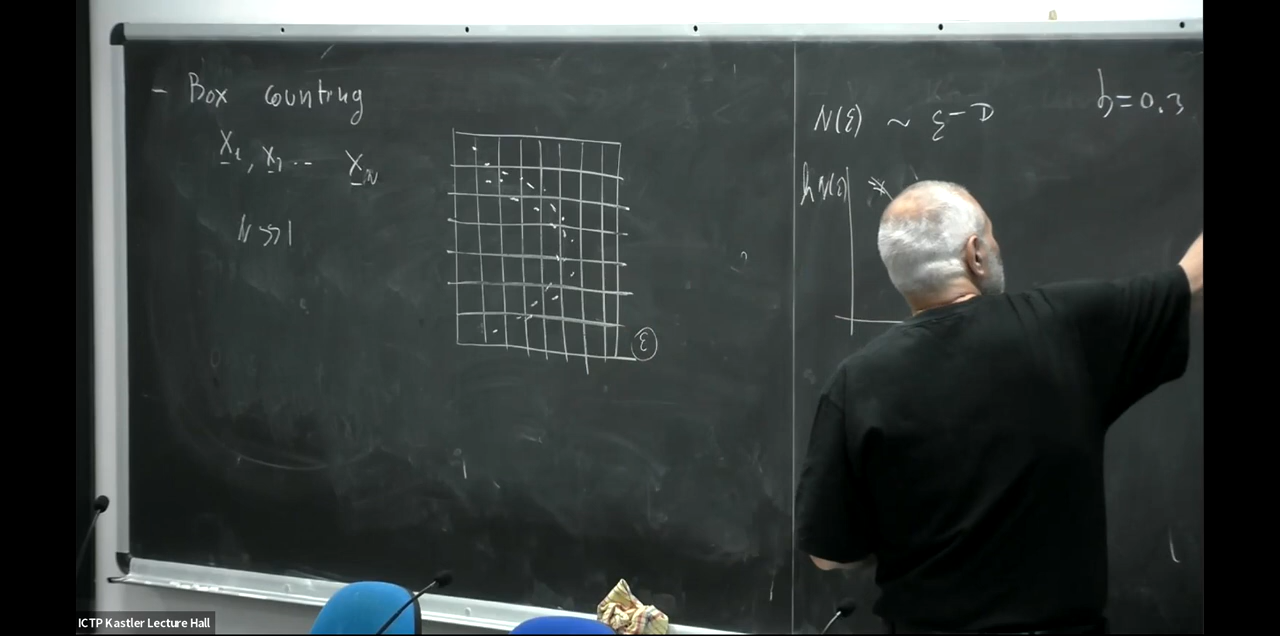 - Box counting
X₁, X₂ ... X_N
N >> 1
ε
N(ε) ~ ε^-D
b=0.3
ln N(ε)
ICTP Kastler Lecture Hall